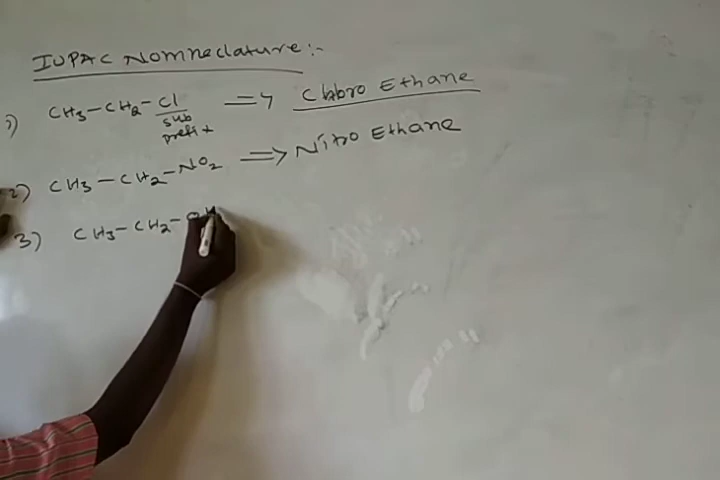 IUPAC Nomneclature:-
1) CH3-CH2-Cl => Chloro Ethane
sub
prefix
2) CH3-CH2-NO2 => Nitro Ethane
3) CH3-CH2-OH